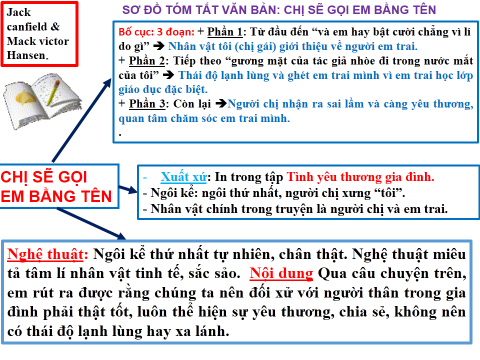 Jack
canfield &
Mack victor
Hansen.
SƠ ĐỒ TÓM TẮT VĂN BẢN: CHỊ SẼ GỌI EM BẰNG TÊN
Bố cục: 3 đoạn: + Phần 1: Từ đầu đến “và em hay bật cười chẳng vì lí
do gì” ➔ Nhân vật tôi (chị gái) giới thiệu về người em trai.
+ Phần 2: Tiếp theo “gương mặt của tác giả nhòe đi trong nước mắt
của tôi” ➔ Thái độ lạnh lùng và ghét em trai mình vì em trai học lớp
giáo dục đặc biệt.
+ Phần 3: Còn lại ➔Người chị nhận ra sai lầm và càng yêu thương,
quan tâm chăm sóc em trai mình.
.
CHỊ SẼ GỌI
EM BẰNG TÊN
- Xuất xứ: In trong tập Tình yêu thương gia đình.
- Ngôi kể: ngôi thứ nhất, người chị xưng “tôi”.
- Nhân vật chính trong truyện là người chị và em trai.
Nghệ thuật: Ngôi kể thứ nhất tự nhiên, chân thật. Nghệ thuật miêu
tả tâm lí nhân vật tinh tế, sắc sảo. Nội dung Qua câu chuyện trên,
em rút ra được rằng chúng ta nên đối xử với người thân trong gia
đình phải thật tốt, luôn thể hiện sự yêu thương, chia sẻ, không nên
có thái độ lạnh lùng hay xa lánh.